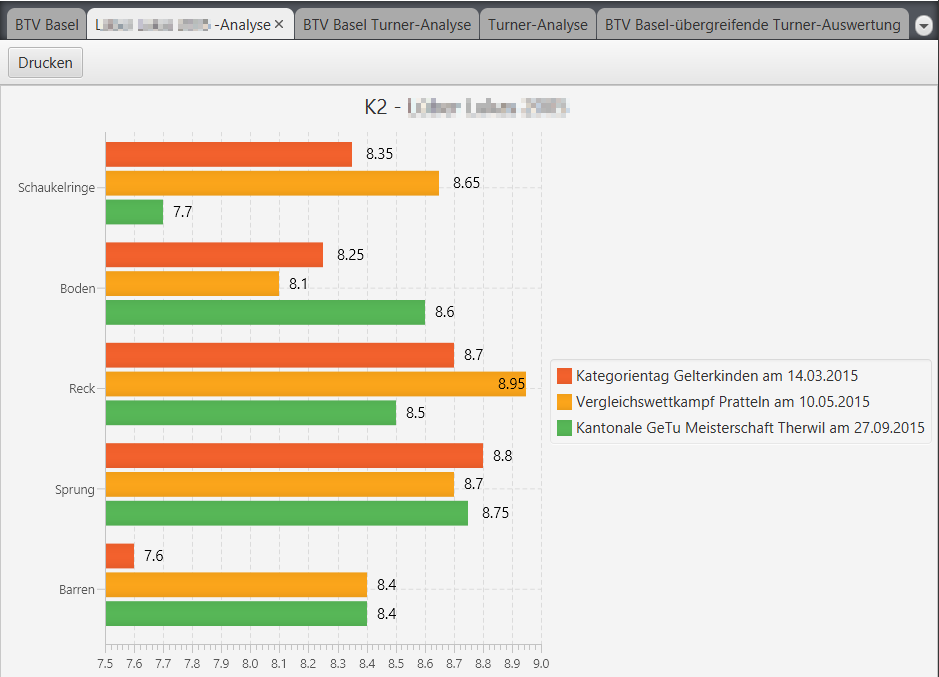 BTV Basel
-Analyse ×
BTV Basel Turner-Analyse
Turner-Analyse
BTV Basel-übergreifende Turner-Auswertung
Drucken
K2 -
Schaukelringe
8.35
8.65
7.7
Boden
8.25
8.1
8.6
Reck
8.7
8.95
8.5
Sprung
8.8
8.7
8.75
Barren
7.6
8.4
8.4
7.5 7.6 7.7 7.8 7.9 8.0 8.1 8.2 8.3 8.4 8.5 8.6 8.7 8.8 8.9 9.0
Kategorientag Gelterkinden am 14.03.2015
Vergleichswettkampf Pratteln am 10.05.2015
Kantonale GeTu Meisterschaft Therwil am 27.09.2015